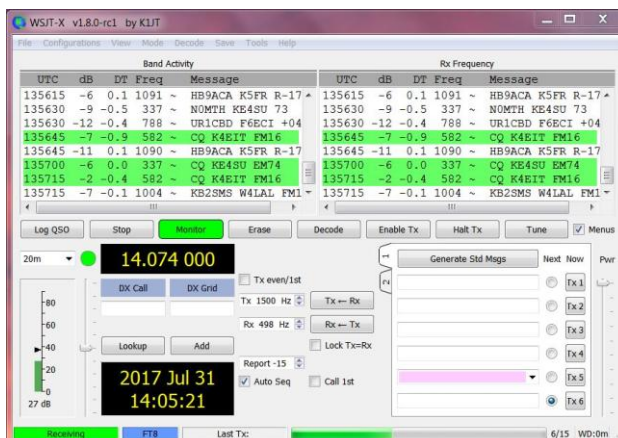 WSJT-X v1.8.0-rc1 by K1JT
File Configurations View Mode Decode Save Tools Help
Band Activity
UTC dB DT Freq Message
135615 -6 0.1 1091 ~ HB9ACA K5FR R-17
135630 -9 -0.5 337 ~ N0MTH KE4SU 73
135630 -12 -0.4 788 ~ UR1CBD F6ECI +04
135645 -7 -0.9 582 ~ CQ K4EIT FM16
135645 -11 0.1 1090 ~ HB9ACA K5FR R-17
135700 -6 0.0 337 ~ CQ KE4SU EM74
135715 -2 -0.4 582 ~ CQ K4EIT FM16
135715 -7 -0.1 1004 ~ KB2SMS W4LAL FM1
Rx Frequency
UTC dB DT Freq Message
135615 -6 0.1 1091 ~ HB9ACA K5FR R-17
135630 -9 -0.5 337 ~ N0MTH KE4SU 73
135630 -12 -0.4 788 ~ UR1CBD F6ECI +04
135645 -7 -0.9 582 ~ CQ K4EIT FM16
135645 -11 0.1 1090 ~ HB9ACA K5FR R-17
135700 -6 0.0 337 ~ CQ KE4SU EM74
135715 -2 -0.4 582 ~ CQ K4EIT FM16
135715 -7 -0.1 1004 ~ KB2SMS W4LAL FM1
Log QSO Stop Monitor Erase Decode Enable Tx Halt Tx Tune Menus
20m 14.074 000
DX Call DX Grid
Lookup Add
2017 Jul 31
14:05:21
-80
-60
-40
-20
-0
27 dB
Tx even/1st
Tx 1500 Hz Tx ← Rx
Rx 498 Hz Rx ← Tx
Lock Tx=Rx
Report -15
Auto Seq Call 1st
1
2
Generate Std Msgs Next Now Pwr
Tx 1
Tx 2
Tx 3
Tx 4
Tx 5
Tx 6
Receiving FT8 Last Tx: 6/15 WD:0m